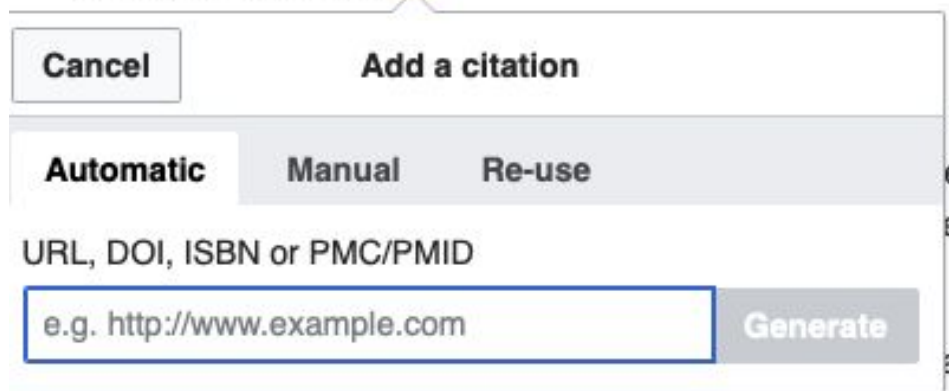 Cancel Add a citation
Automatic Manual Re-use
URL, DOI, ISBN or PMC/PMID
e.g. http://www.example.com Generate